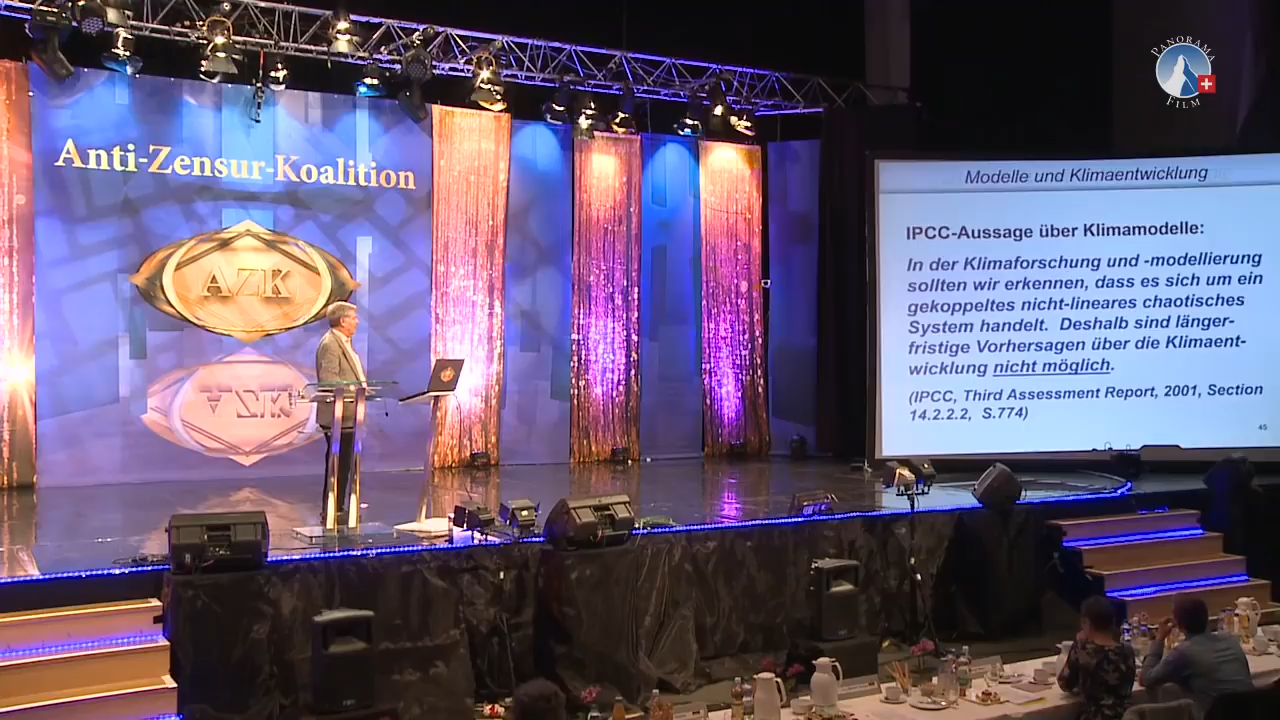 Anti-Zensur-Koalition
AZK
PANORAMA
FILM
Modelle und Klimaentwicklung
IPCC-Aussage über Klimamodelle:
In der Klimaforschung und -modellierung
sollten wir erkennen, dass es sich um ein
gekoppeltes nicht-lineares chaotisches
System handelt. Deshalb sind länger-
fristige Vorhersagen über die Klimaent-
wicklung nicht möglich.
(IPCC, Third Assessment Report, 2001, Section
14.2.2.2, S.774)
45